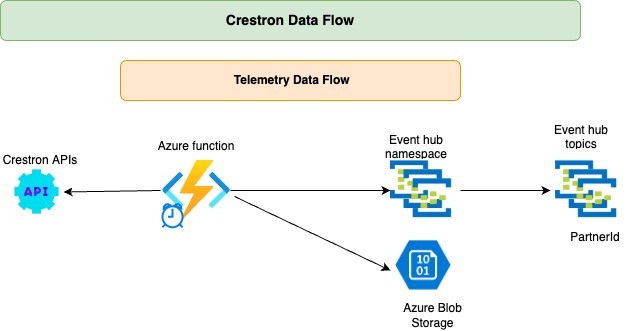 Crestron Data Flow
Telemetry Data Flow
Crestron APIs
API
Azure function
Event hub
namespace
Event hub
topics
PartnerId
10
01
Azure Blob
Storage